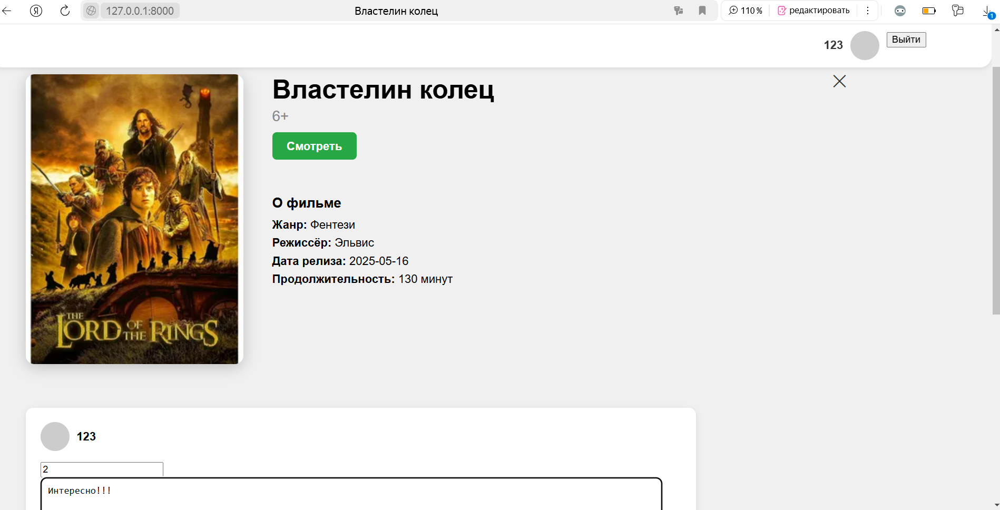 Я
127.0.0.1:8000
Властелин колец
110 %
редактировать
1
123
Выйти
Властелин колец
6+
Смотреть
О фильме
Жанр: Фентези
Режиссёр: Эльвис
Дата релиза: 2025-05-16
Продолжительность: 130 минут
THE
LORD OF THE RINGS
123
2
Интересно!!!